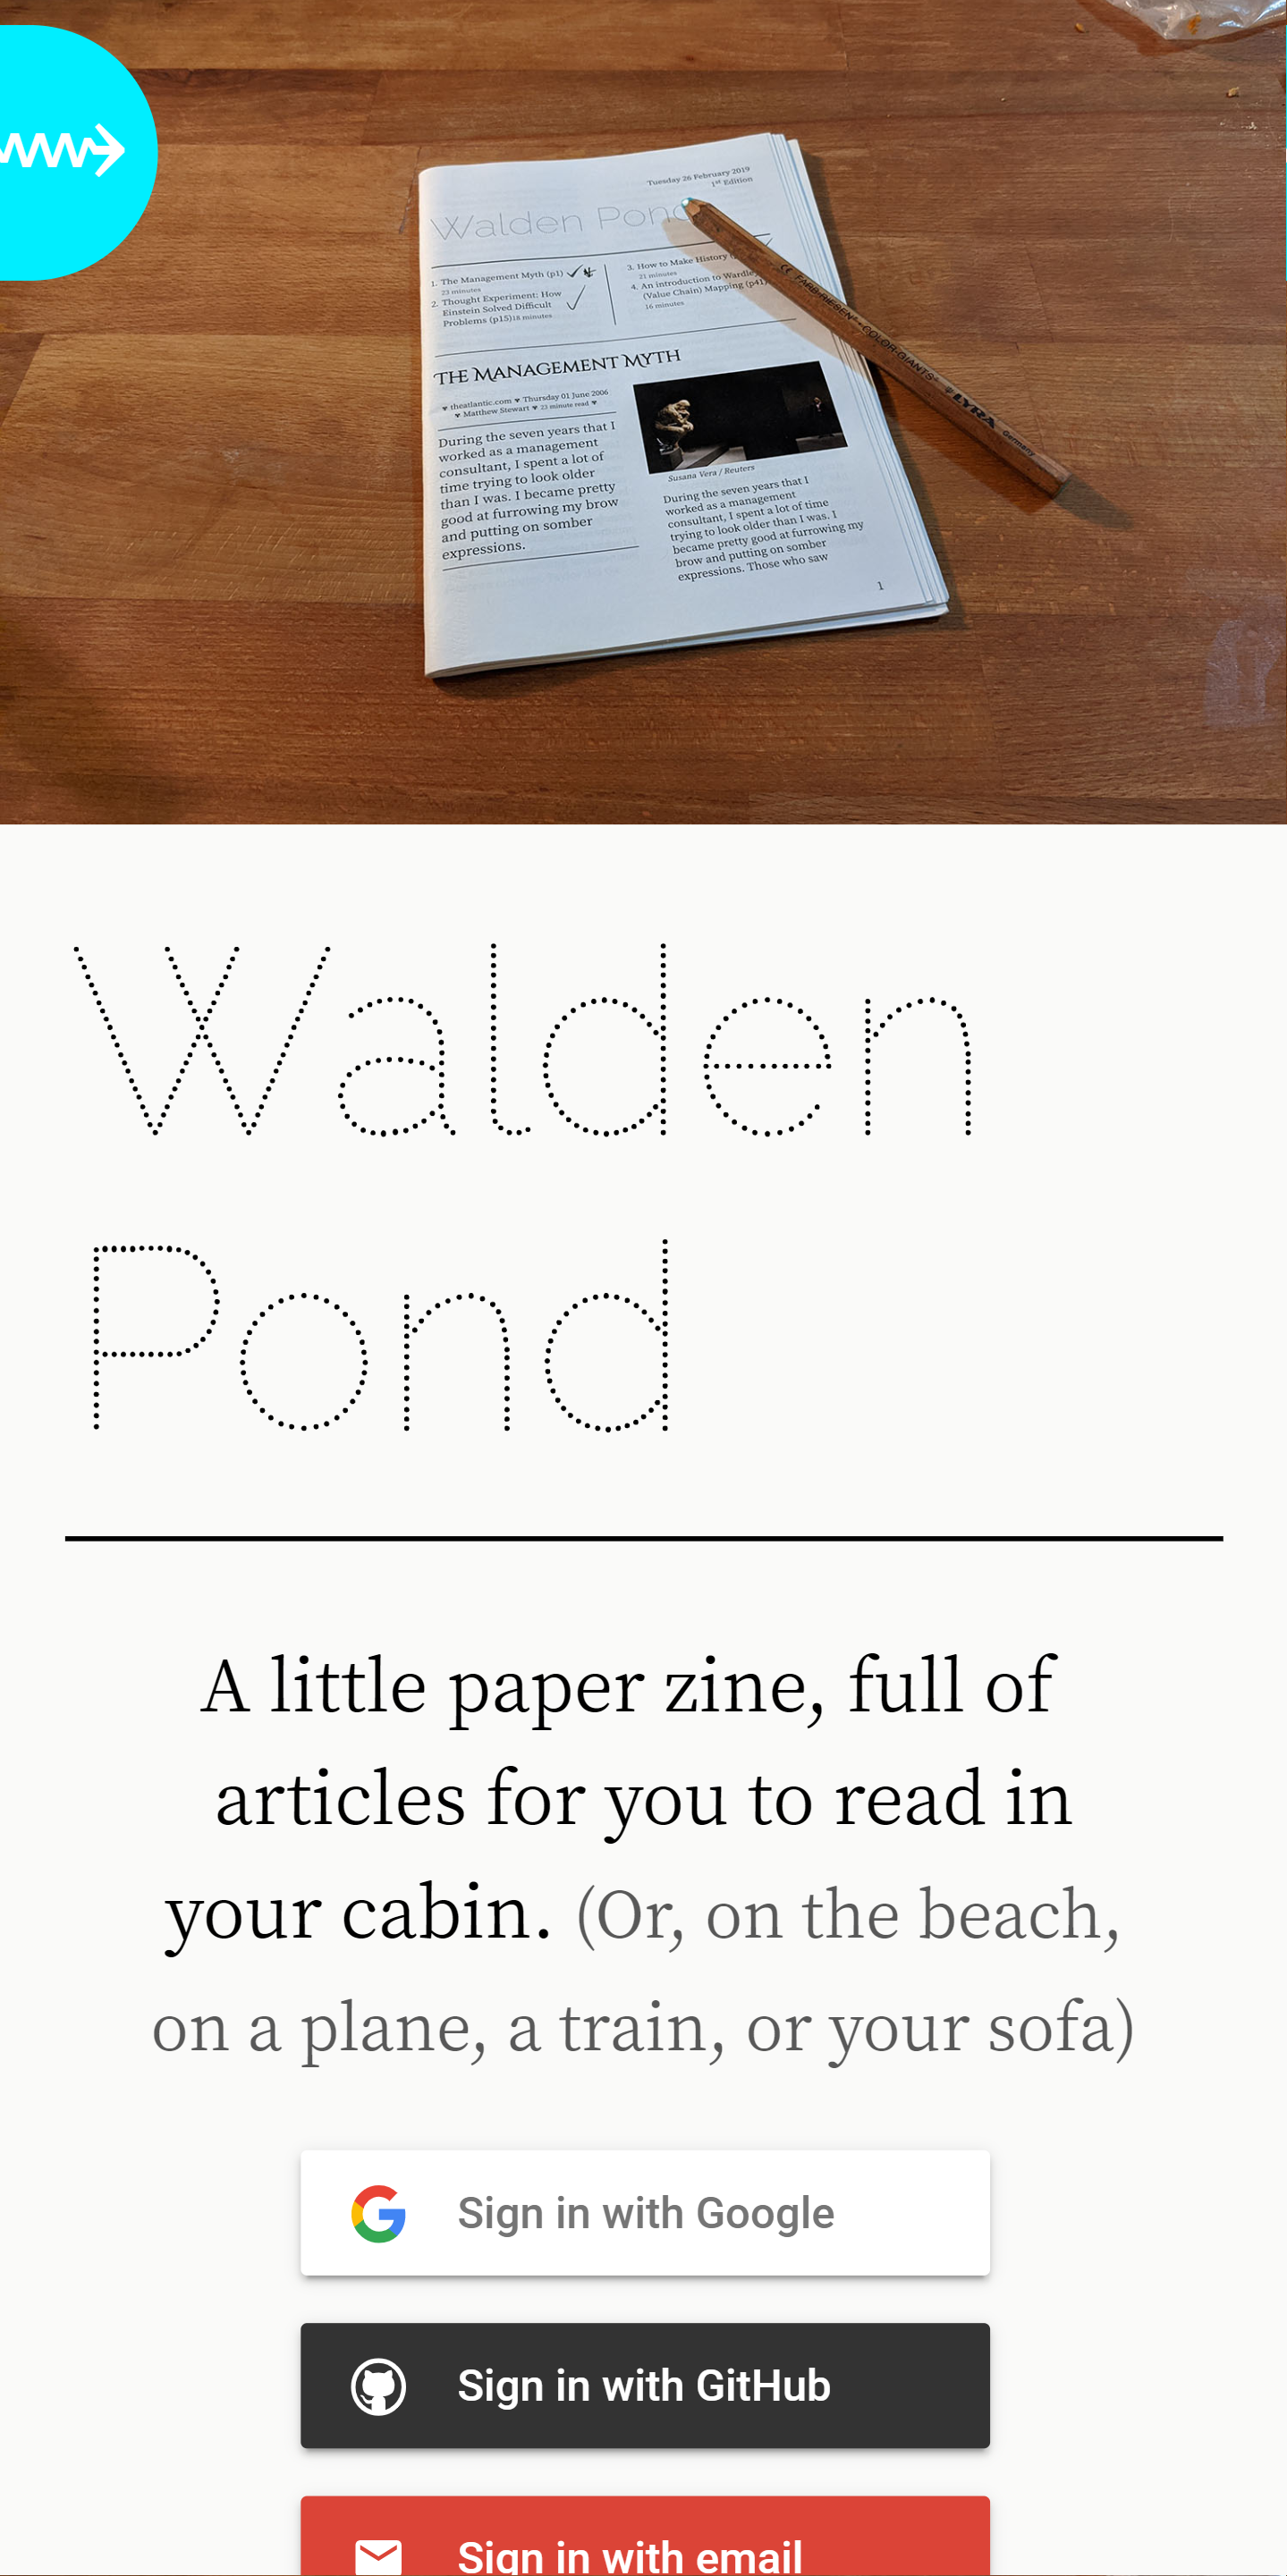 Tuesday 26 February 2019
1st Edition
Walden Pond
1. The Management Myth (p1)
23 minutes
2. Thought Experiment: How
Einstein Solved Difficult
Problems (p15)18 minutes
3. How to Make History
21 minutes
4. An introduction to Wardley
(Value Chain) Mapping (p41)
16 minutes
THE MANAGEMENT MYTH
♥ theatlantic.com ♥ Thursday 01 June 2006
♥ Matthew Stewart ♥ 23 minute read ♥
During the seven years that I
worked as a management
consultant, I spent a lot of
time trying to look older
than I was. I became pretty
good at furrowing my brow
and putting on somber
expressions.
Susana Vera / Reuters
During the seven years that I
worked as a management
consultant, I spent a lot of time
trying to look older than I was. I
became pretty good at furrowing my
brow and putting on somber
expressions. Those who saw
1
CE FARB-RIESEN® • COLOR-GIANTS® LYRA Germany
Walden
Pond
A little paper zine, full of
articles for you to read in
your cabin. (Or, on the beach,
on a plane, a train, or your sofa)
Sign in with Google
Sign in with GitHub
Sign in with email